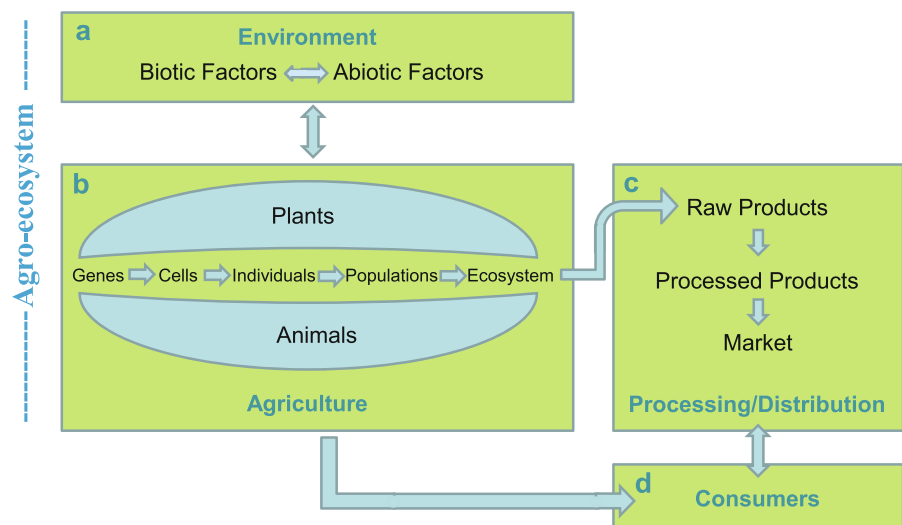 Agro-ecosystem
a
Environment
Biotic Factors Abiotic Factors
b
Plants
Genes Cells Individuals Populations Ecosystem
Animals
Agriculture
c
Raw Products
Processed Products
Market
Processing/Distribution
d
Consumers